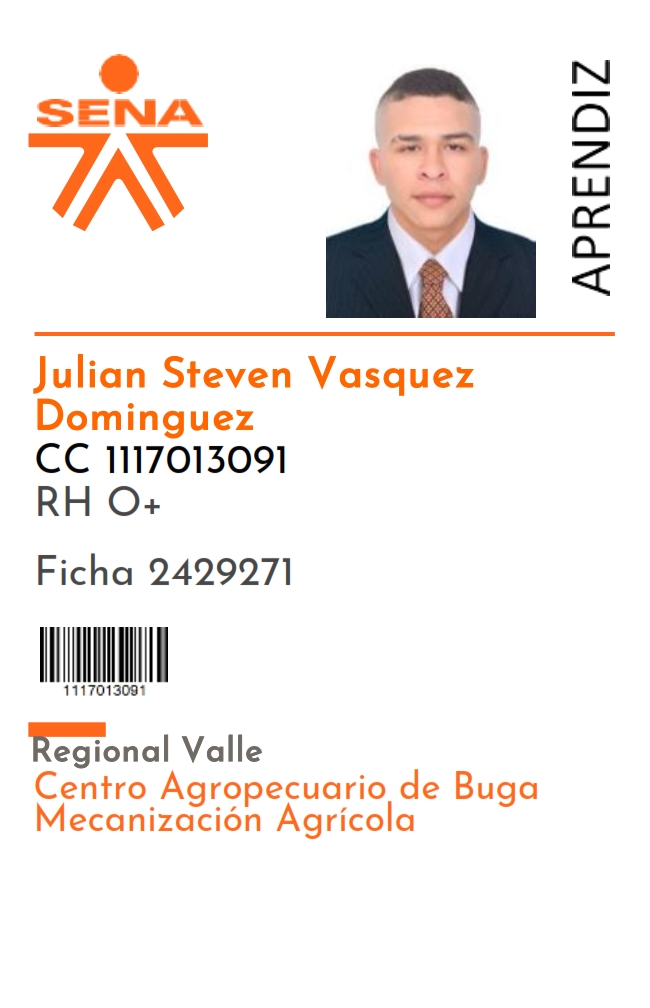 SENA
APRENDIZ
Julian Steven Vasquez
Dominguez
CC 1117013091
RH O+
Ficha 2429271
1117013091
Regional Valle
Centro Agropecuario de Buga
Mecanización Agrícola